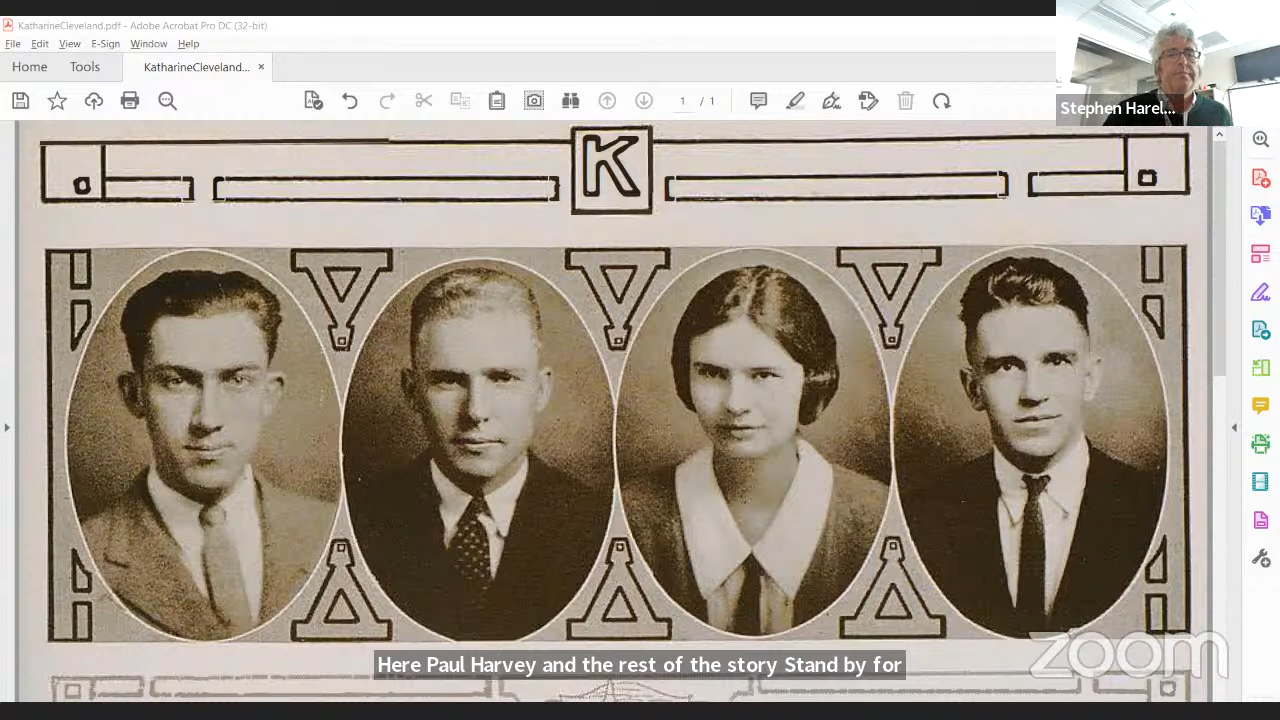 KatharineCleveland.pdf - Adobe Acrobat Pro DC (32-bit)
File Edit View E-Sign Window Help
Home Tools KatharineCleveland... ×
1 / 1
Stephen Harel...
K
Here Paul Harvey and the rest of the story Stand by for
zoom